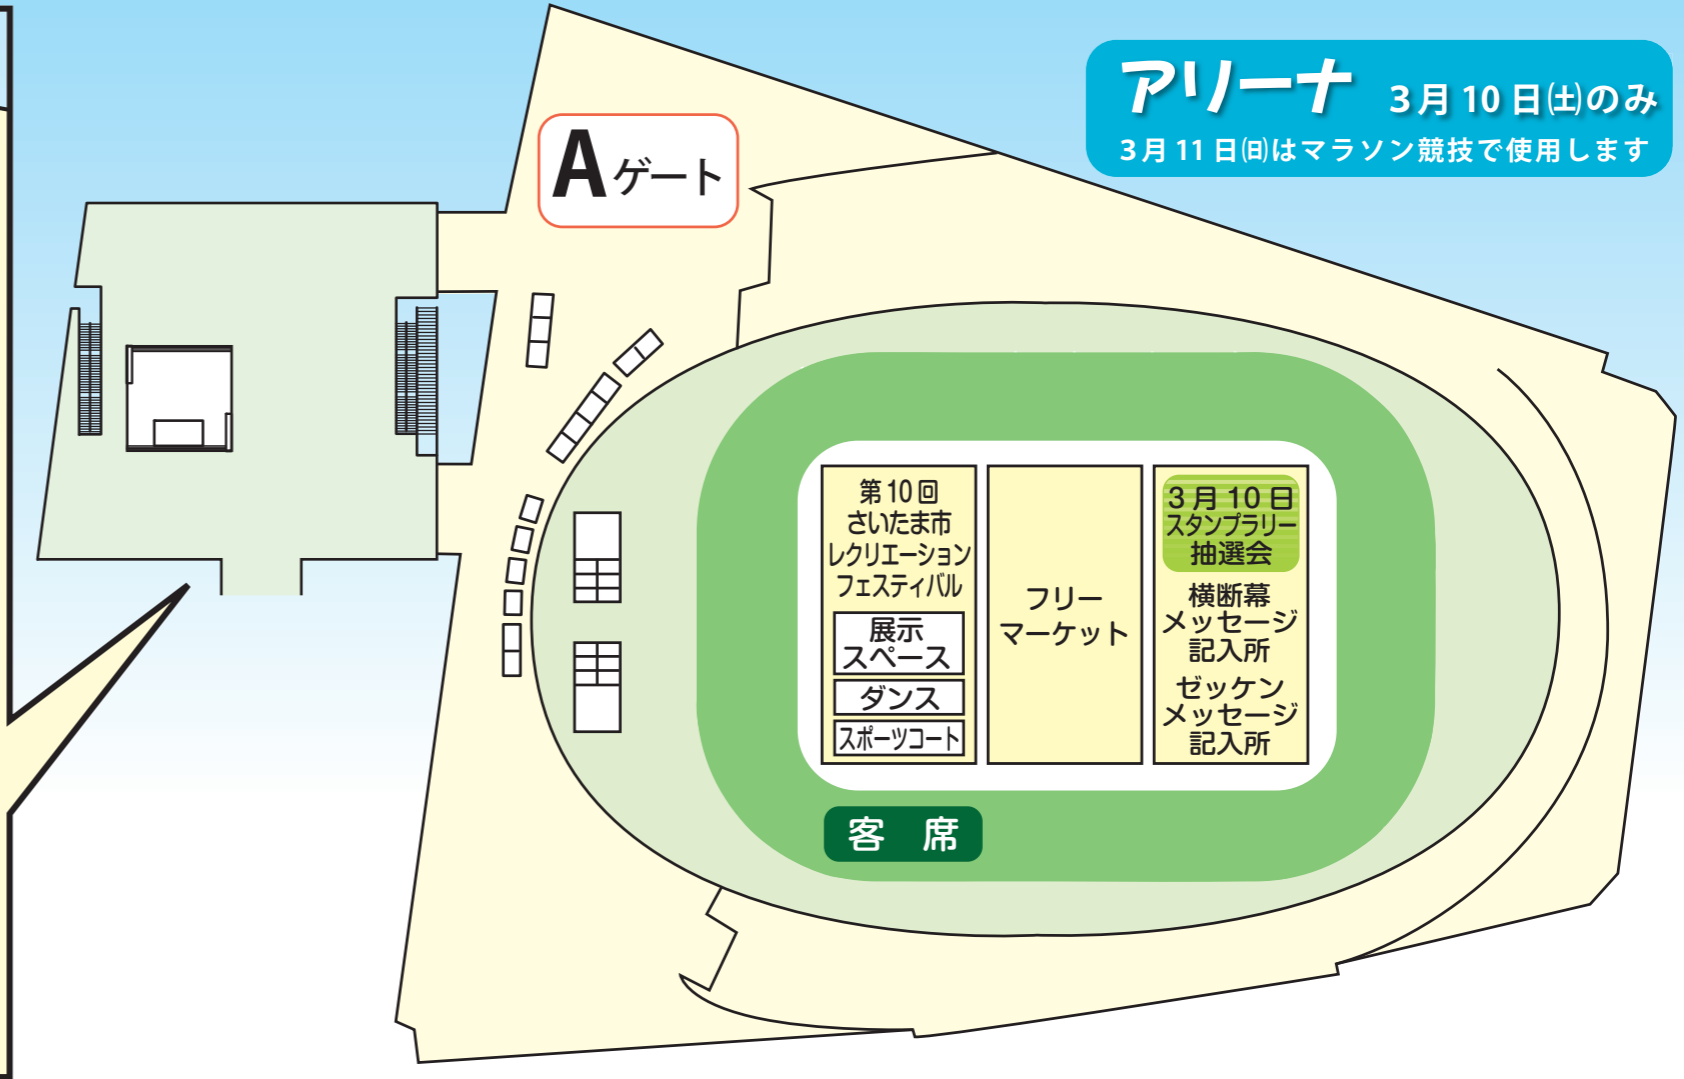 アリーナ 3月10日㈯のみ
3月11日㈰はマラソン競技で使用します
Aゲート
第10回
さいたま市
レクリエーション
フェスティバル
展示
スペース
ダンス
スポーツコート
フリー
マーケット
3月10日
スタンプラリー
抽選会
横断幕
メッセージ
記入所
ゼッケン
メッセージ
記入所
客 席